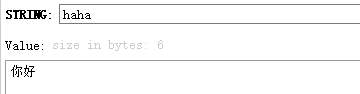 STRING: haha
Value: size in bytes: 6
你好